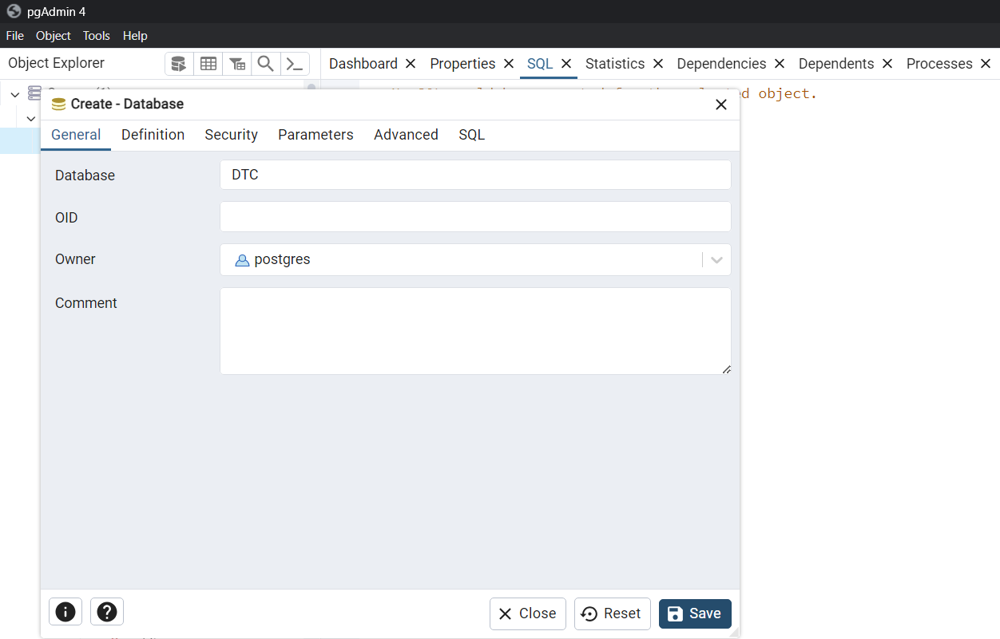 pgAdmin 4
File Object Tools Help
Object Explorer
Dashboard Properties SQL Statistics Dependencies Dependents Processes
object.
Create - Database
General Definition Security Parameters Advanced SQL
Database DTC
OID
Owner postgres
Comment
Close Reset Save